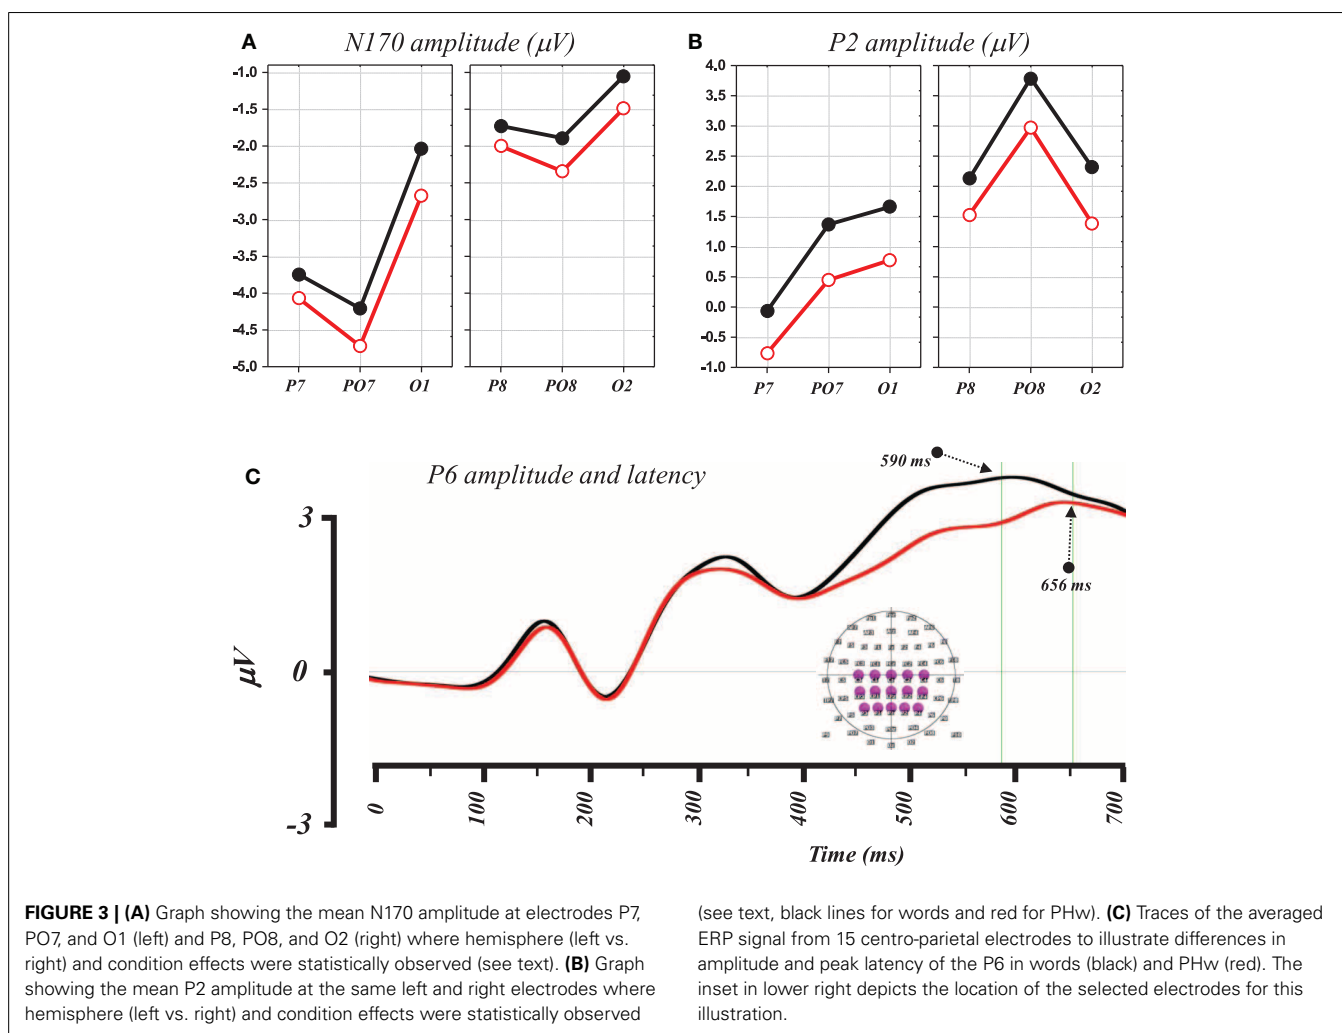 A
N170 amplitude (μV)
-1.0
-1.5
-2.0
-2.5
-3.0
-3.5
-4.0
-4.5
-5.0
P7 PO7 O1 P8 PO8 O2
B
P2 amplitude (μV)
4.0
3.5
3.0
2.5
2.0
1.5
1.0
0.5
0.0
-0.5
-1.0
P7 PO7 O1 P8 PO8 O2
C
P6 amplitude and latency
590 ms
656 ms
μV
3
0
-3
0 100 200 300 400 500 600 700
Time (ms)
FIGURE 3 | (A) Graph showing the mean N170 amplitude at electrodes P7,
PO7, and O1 (left) and P8, PO8, and O2 (right) where hemisphere (left vs.
right) and condition effects were statistically observed (see text). (B) Graph
showing the mean P2 amplitude at the same left and right electrodes where
hemisphere (left vs. right) and condition effects were statistically observed
(see text, black lines for words and red for PHw). (C) Traces of the averaged
ERP signal from 15 centro-parietal electrodes to illustrate differences in
amplitude and peak latency of the P6 in words (black) and PHw (red). The
inset in lower right depicts the location of the selected electrodes for this
illustration.